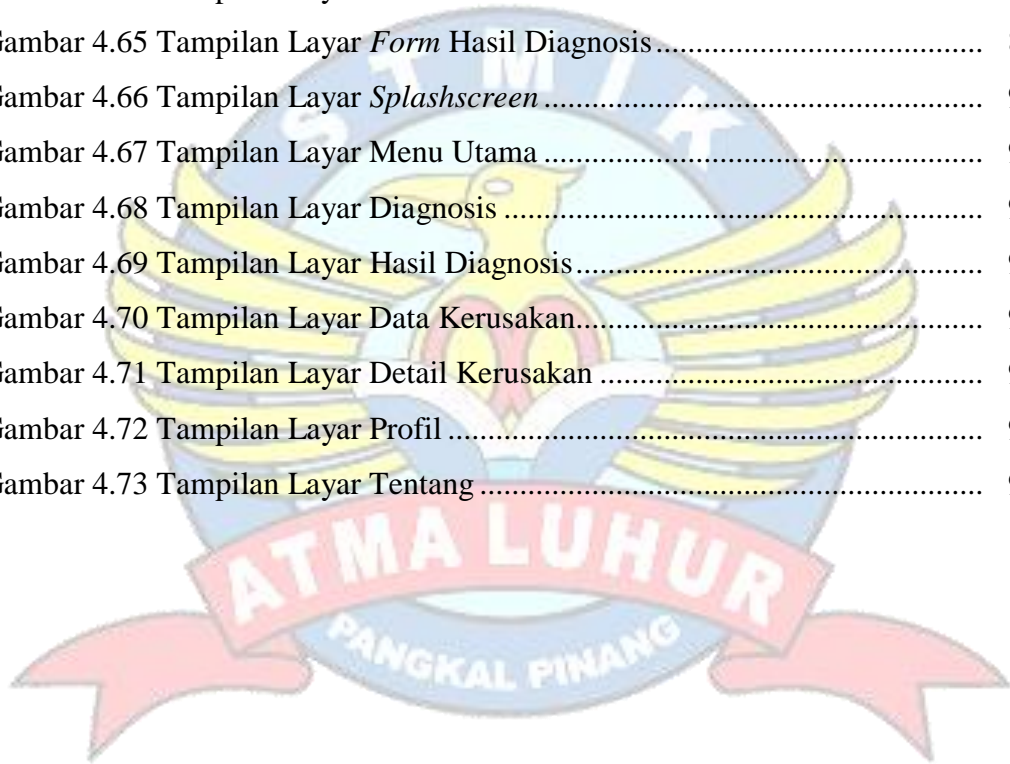 Gambar 4.65 Tampilan Layar Form Hasil Diagnosis
Gambar 4.66 Tampilan Layar Splashscreen
Gambar 4.67 Tampilan Layar Menu Utama
Gambar 4.68 Tampilan Layar Diagnosis
Gambar 4.69 Tampilan Layar Hasil Diagnosis
Gambar 4.70 Tampilan Layar Data Kerusakan
Gambar 4.71 Tampilan Layar Detail Kerusakan
Gambar 4.72 Tampilan Layar Profil
Gambar 4.73 Tampilan Layar Tentang
STMIK
ATMA LUHUR
PANGKAL PINANG